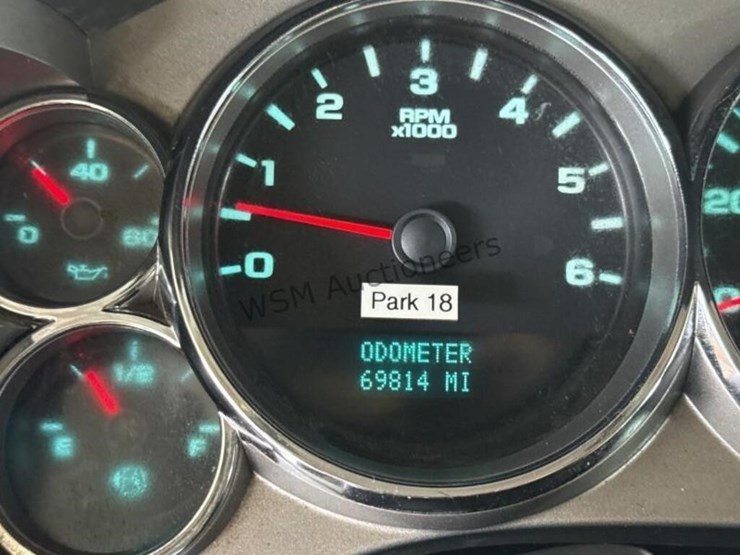 3
2
4
RPM
x1000
1
5
40
20
0
80
0
6
WSM Auctioneers
Park 18
ODOMETER
69814 MI
1/2
E
F